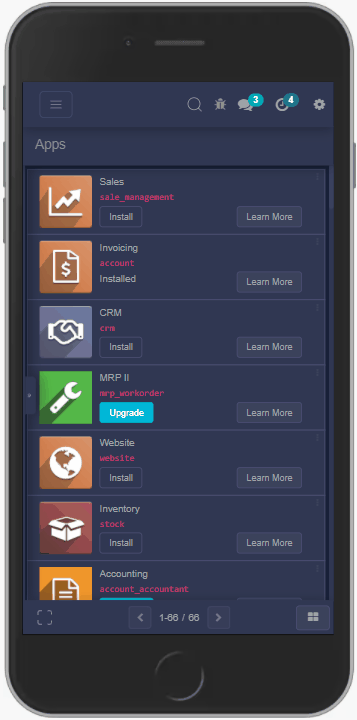 3
4
Apps
Sales
sale_management
Install
Learn More
Invoicing
account
Installed
Learn More
CRM
crm
Install
Learn More
MRP II
mrp_workorder
Upgrade
Learn More
Website
website
Install
Learn More
Inventory
stock
Install
Learn More
Accounting
account_accountant
1-66 / 66